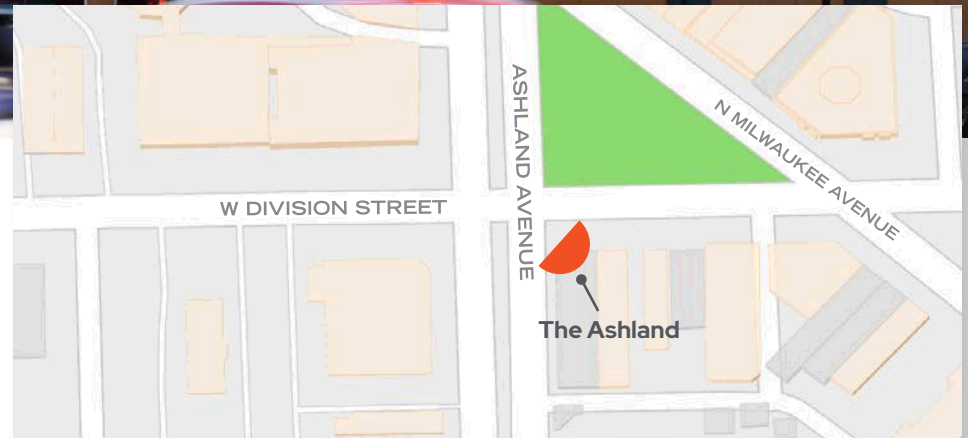 ASHLAND AVENUE
N MILWAUKEE AVENUE
W DIVISION STREET
The Ashland